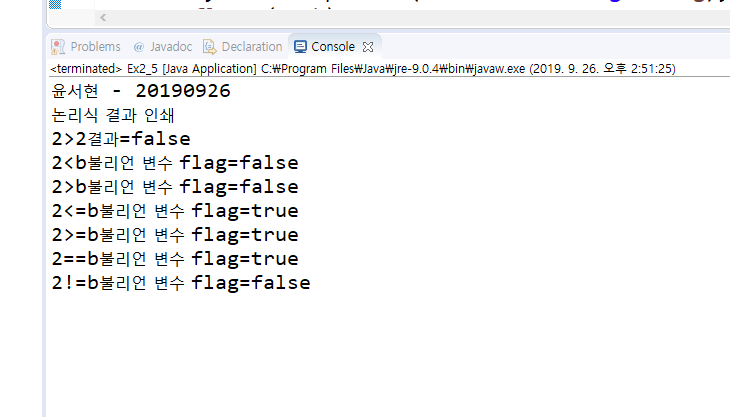 Problems @ Javadoc Declaration Console
<terminated> Ex2_5 [Java Application] C:₩Program Files₩Java₩jre-9.0.4₩bin₩javaw.exe (2019. 9. 26. 오후 2:51:25)
윤서현 - 20190926
논리식 결과 인쇄
2>2결과=false
2<b불리언 변수 flag=false
2>b불리언 변수 flag=false
2<=b불리언 변수 flag=true
2>=b불리언 변수 flag=true
2==b불리언 변수 flag=true
2!=b불리언 변수 flag=false